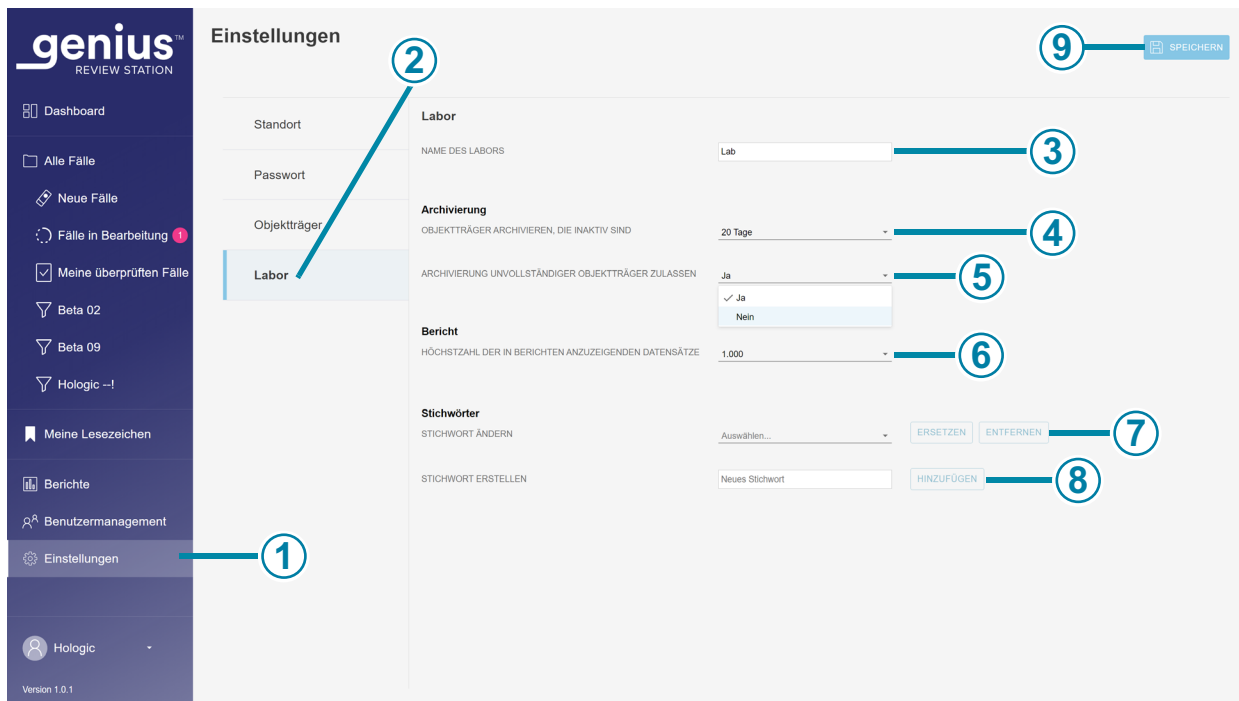 genius™
REVIEW STATION
Dashboard
Alle Fälle
Neue Fälle
Fälle in Bearbeitung 1
Meine überprüften Fälle
Beta 02
Beta 09
Hologic --!
Meine Lesezeichen
Berichte
Benutzermanagement
Einstellungen
1
Hologic
Version 1.0.1
Einstellungen
2
9
SPEICHERN
Standort
Passwort
Objektträger
Labor
Labor
NAME DES LABORS
Lab
3
Archivierung
OBJEKTTRÄGER ARCHIVIEREN, DIE INAKTIV SIND
20 Tage
4
ARCHIVIERUNG UNVOLLSTÄNDIGER OBJEKTTRÄGER ZULASSEN
Ja
5
Ja
Nein
Bericht
HÖCHSTZAHL DER IN BERICHTEN ANZUZEIGENDEN DATENSÄTZE
1.000
6
Stichwörter
STICHWORT ÄNDERN
Auswählen...
ERSETZEN
ENTFERNEN
7
STICHWORT ERSTELLEN
Neues Stichwort
HINZUFÜGEN
8